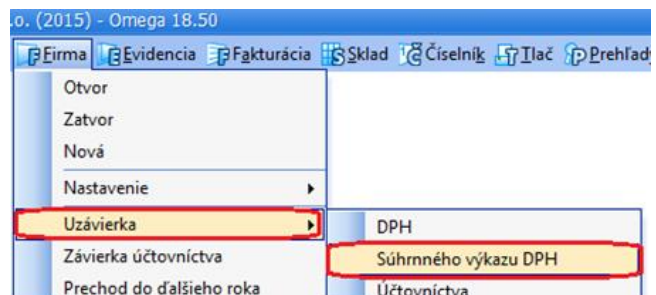 .o. (2015) - Omega 18.50
Firma Evidencia Fakturácia Sklad Číselník Tlač Prehľady
Otvor
Zatvor
Nová
Nastavenie
Uzávierka
DPH
Závierka účtovníctva
Súhrnného výkazu DPH
Prechod do ďalšieho roka
Účtovníctva